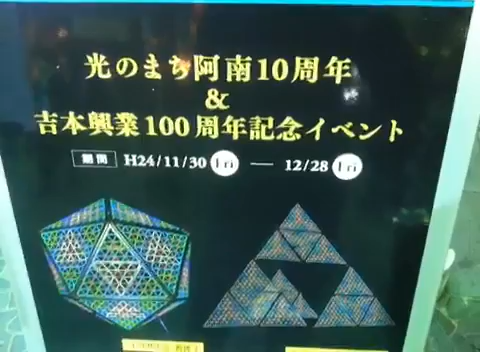 光のまち阿南10周年
&
吉本興業100周年記念イベント
期間 H24/11/30 Fri — 12/28 Fri